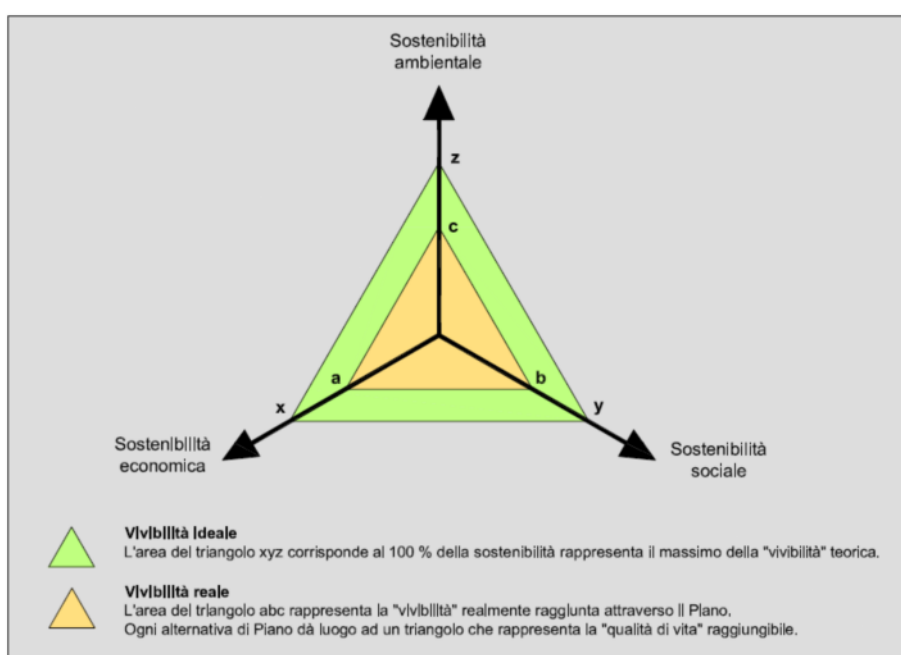 Sostenibilità
ambientale
z
c
a
b
x
y
Sostenibilità
economica
Sostenibilità
sociale
Vivibilità Ideale
L'area del triangolo xyz corrisponde al 100 % della sostenibilità rappresenta il massimo della "vivibilità" teorica.
Vivibilità reale
L'area del triangolo abc rappresenta la "vivibilità" realmente raggiunta attraverso il Piano.
Ogni alternativa di Piano dà luogo ad un triangolo che rappresenta la "qualità di vita" raggiungibile.